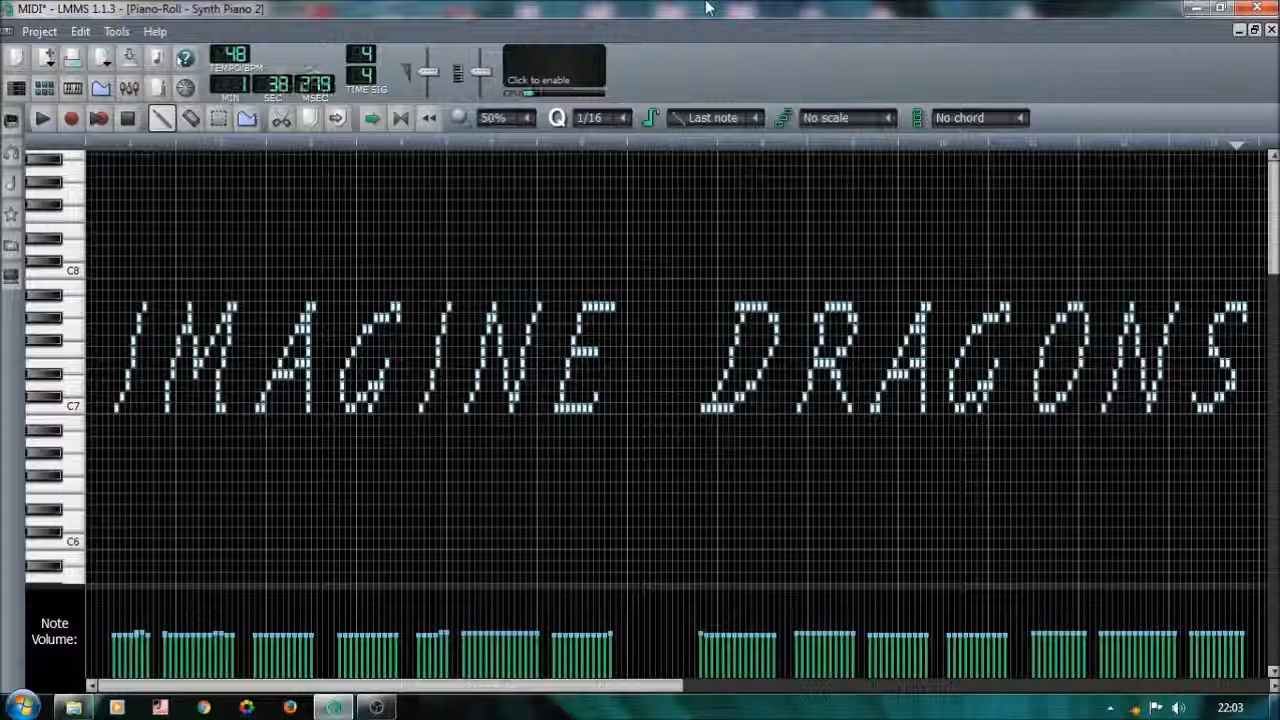 MIDI* - LMMS 1.1.3 - [Piano-Roll - Synth Piano 2]
Project Edit Tools Help
48
TEMPO/BPM
1 38 379
MIN SEC MSEC
4
4
TIME SIG
Click to enable
CPU
50% Q 1/16 Last note No scale No chord
C8
IMAGINE DRAGONS
C7
C6
Note
Volume:
22:03